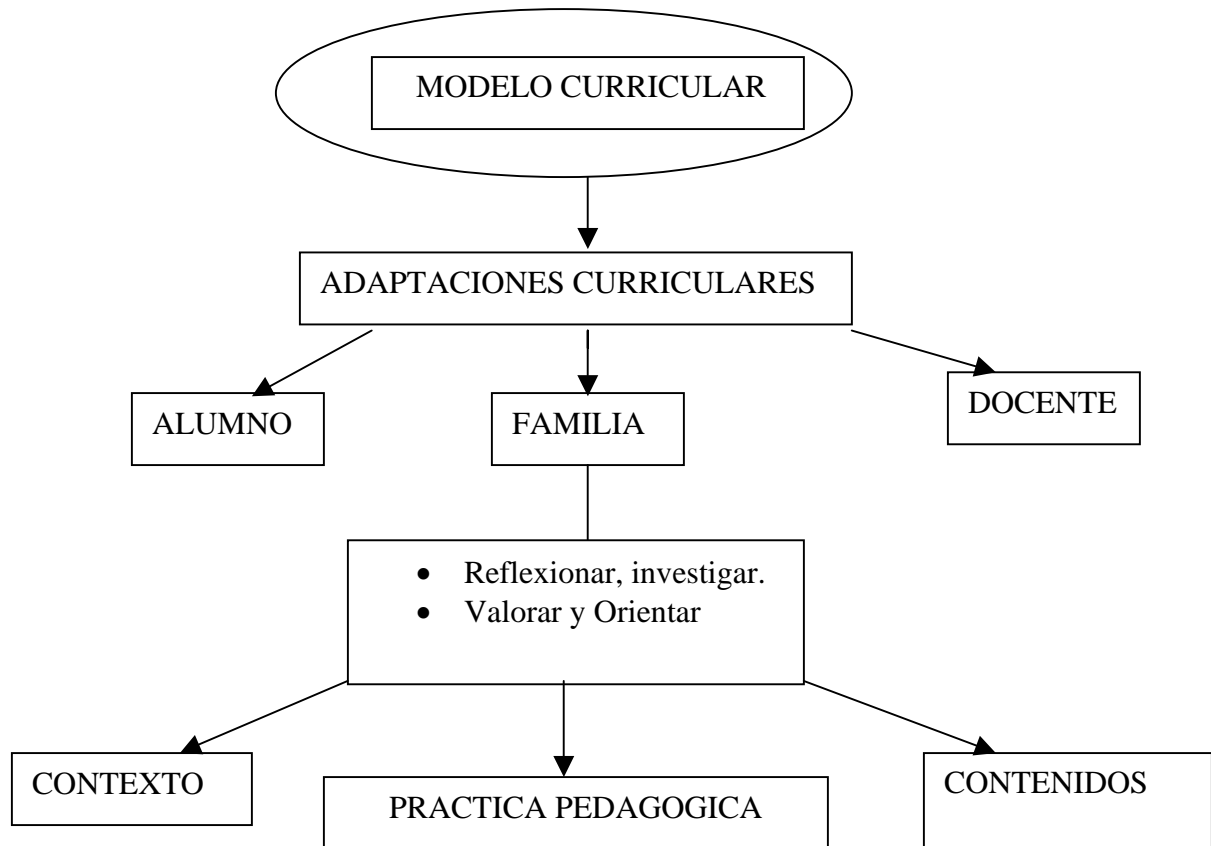 MODELO CURRICULAR
ADAPTACIONES CURRICULARES
ALUMNO
FAMILIA
DOCENTE
• Reflexionar, investigar.
• Valorar y Orientar
CONTEXTO
PRACTICA PEDAGOGICA
CONTENIDOS